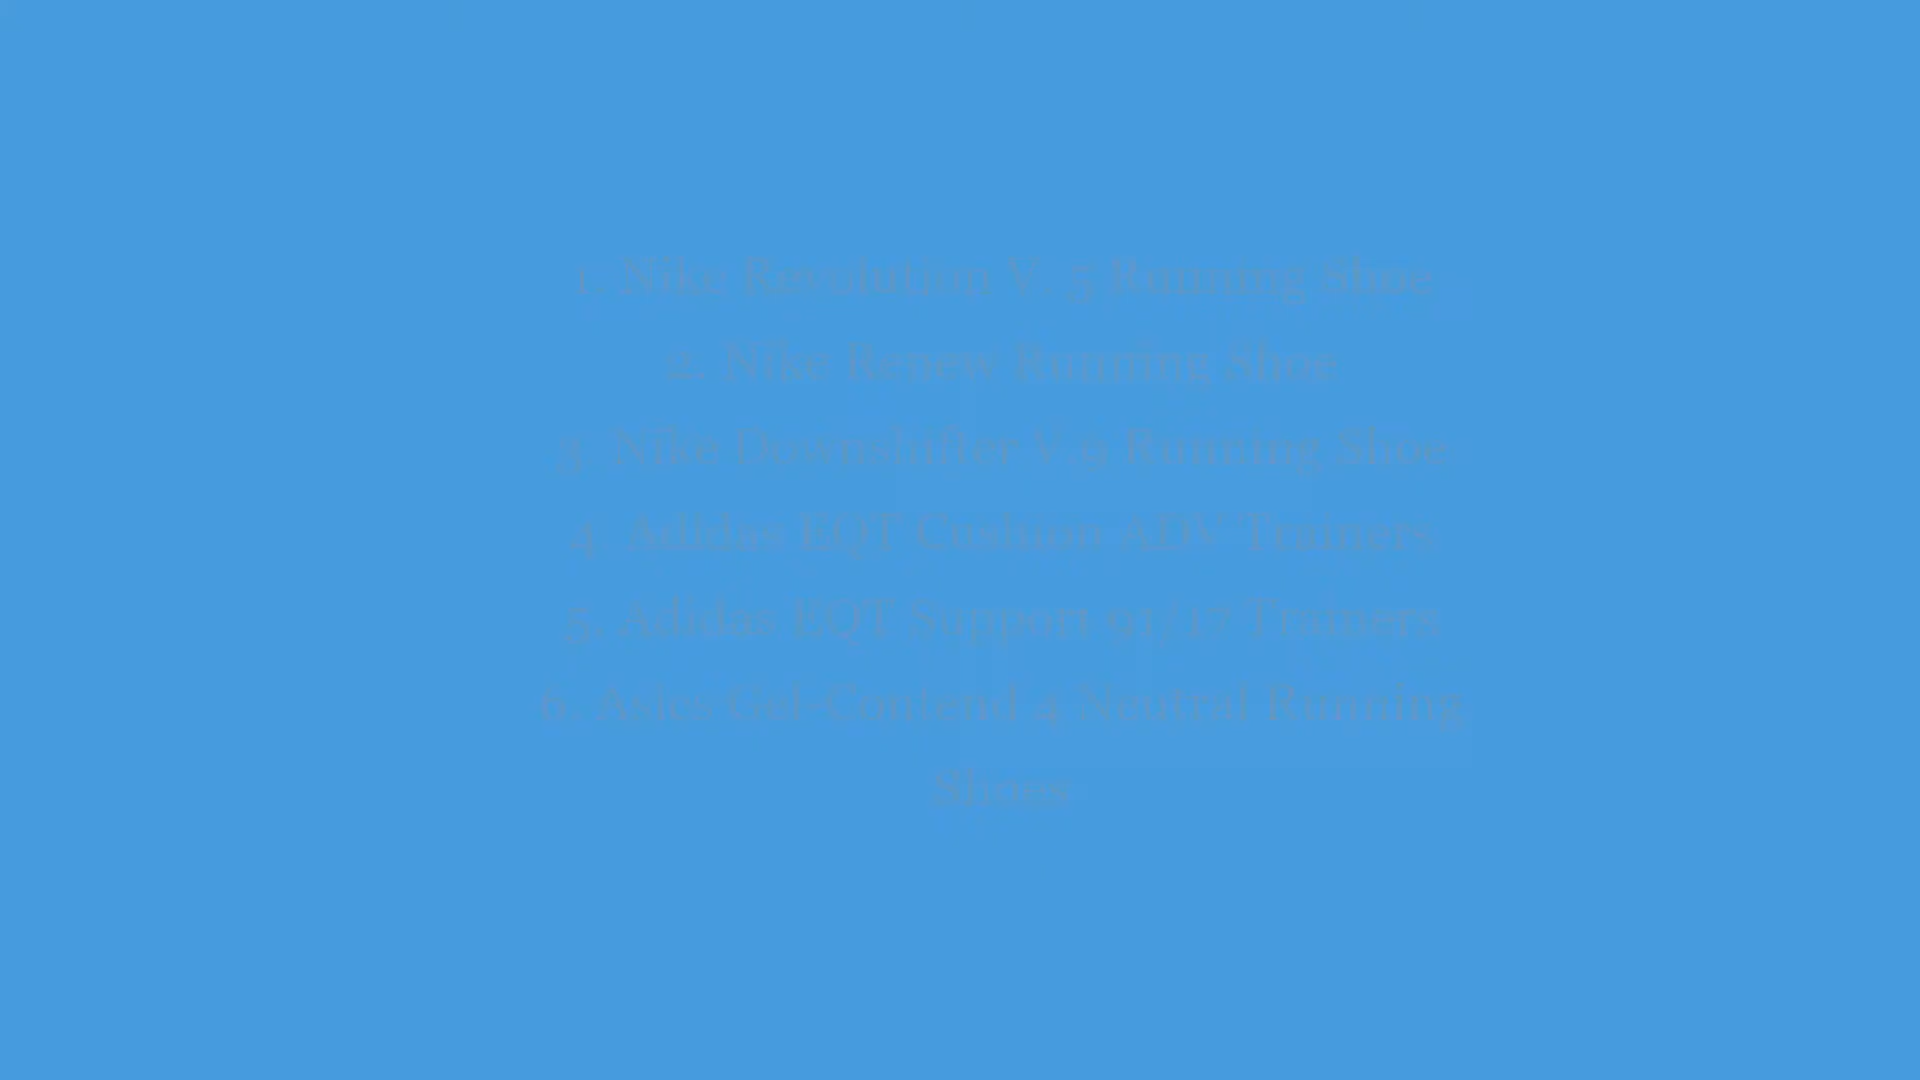 1. Nike Revolution V. 5 Running Shoe
2. Nike Renew Running Shoe
3. Nike Downshifter V.9 Running Shoe
4. Adidas EQT Cushion ADV Trainers
5. Adidas EQT Support 91/17 Trainers
6. Asics Gel-Contend 4 Neutral Running
Shoes